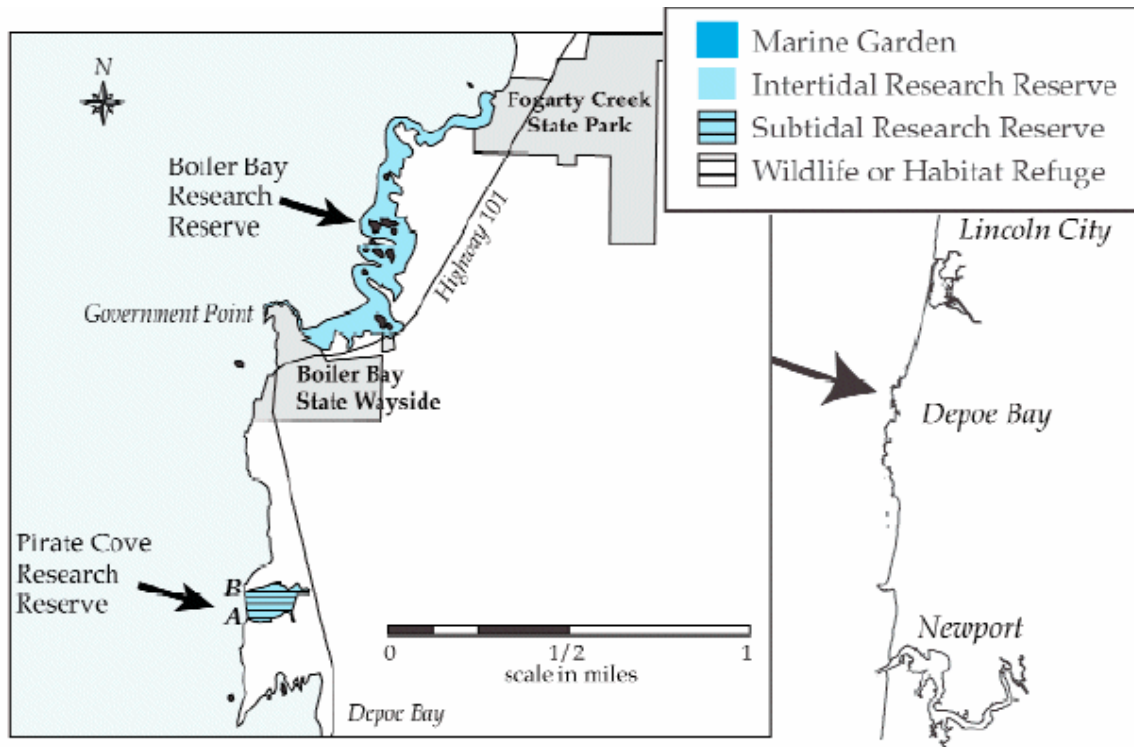 N
Marine Garden
Intertidal Research Reserve
Subtidal Research Reserve
Wildlife or Habitat Refuge
Fogarty Creek
State Park
Boiler Bay
Research
Reserve
Highway 101
Lincoln City
Government Point
Boiler Bay
State Wayside
Depoe Bay
Pirate Cove
Research
Reserve
B
A
0
1/2
1
scale in miles
Newport
Depoe Bay